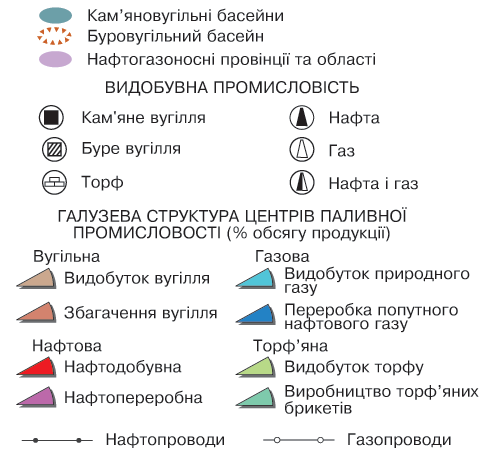 Кам’яновугільні басейни
Буровугільний басейн
Нафтогазоносні провінції та області
ВИДОБУВНА ПРОМИСЛОВІСТЬ
Кам’яне вугілля
Нафта
Буре вугілля
Газ
Торф
Нафта і газ
ГАЛУЗЕВА СТРУКТУРА ЦЕНТРІВ ПАЛИВНОЇ
ПРОМИСЛОВОСТІ (% обсягу продукції)
Вугільна
Видобуток вугілля
Збагачення вугілля
Газова
Видобуток природного
газу
Переробка попутного
нафтового газу
Нафтова
Нафтодобувна
Нафтопереробна
Торф’яна
Видобуток торфу
Виробництво торф’яних
брикетів
Нафтопроводи
Газопроводи